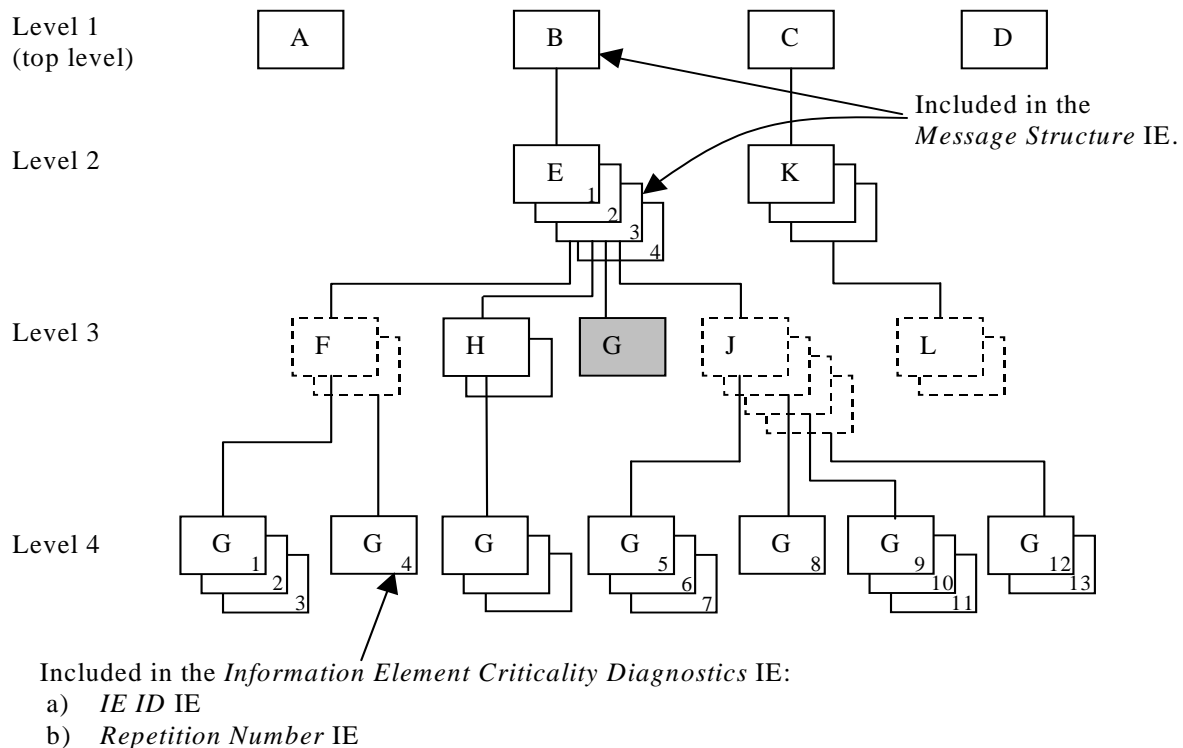 Level 1
(top level)
A
B
C
D
Included in the
Message Structure IE.
Level 2
E
1
2
3
4
K
Level 3
F
H
G
J
L
Level 4
G
1
2
3
G
4
G
G
5
6
7
G
8
G
9
10
11
G
12
13
Included in the Information Element Criticality Diagnostics IE:
a) IE ID IE
b) Repetition Number IE